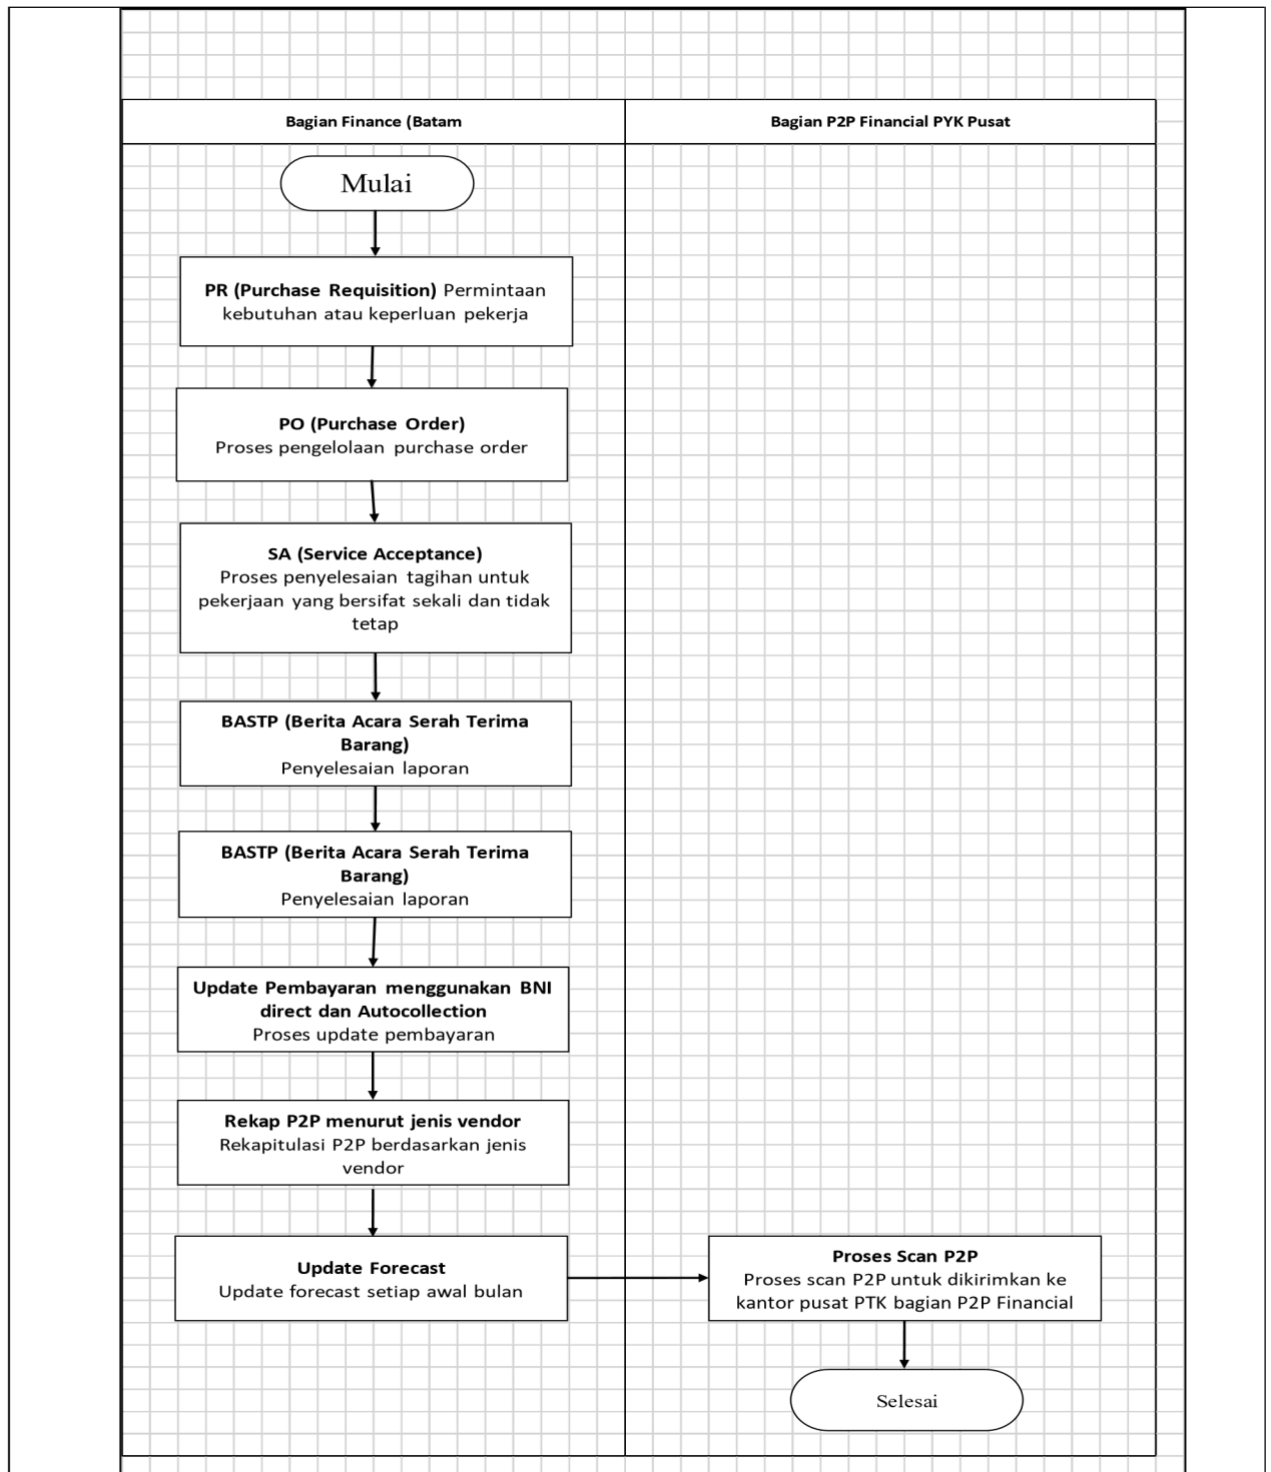 Bagian Finance (Batam
Bagian P2P Financial PYK Pusat
Mulai
PR (Purchase Requisition) Permintaan
kebutuhan atau keperluan pekerja
PO (Purchase Order)
Proses pengelolaan purchase order
SA (Service Acceptance)
Proses penyelesaian tagihan untuk
pekerjaan yang bersifat sekali dan tidak
tetap
BASTP (Berita Acara Serah Terima
Barang)
Penyelesaian laporan
BASTP (Berita Acara Serah Terima
Barang)
Penyelesaian laporan
Update Pembayaran menggunakan BNI
direct dan Autocollection
Proses update pembayaran
Rekap P2P menurut jenis vendor
Rekapitulasi P2P berdasarkan jenis
vendor
Update Forecast
Update forecast setiap awal bulan
Proses Scan P2P
Proses scan P2P untuk dikirimkan ke
kantor pusat PTK bagian P2P Financial
Selesai